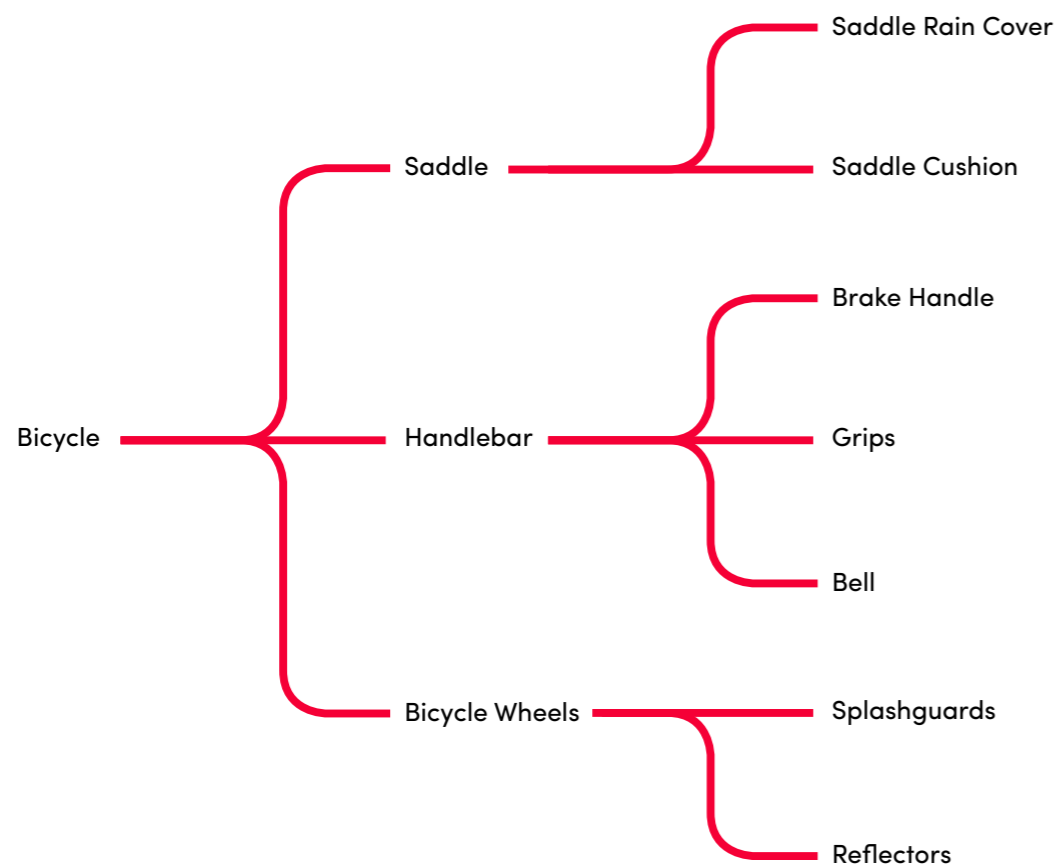 Saddle Rain Cover
Saddle
Saddle Cushion
Brake Handle
Bicycle
Handlebar
Grips
Bell
Bicycle Wheels
Splashguards
Reflectors